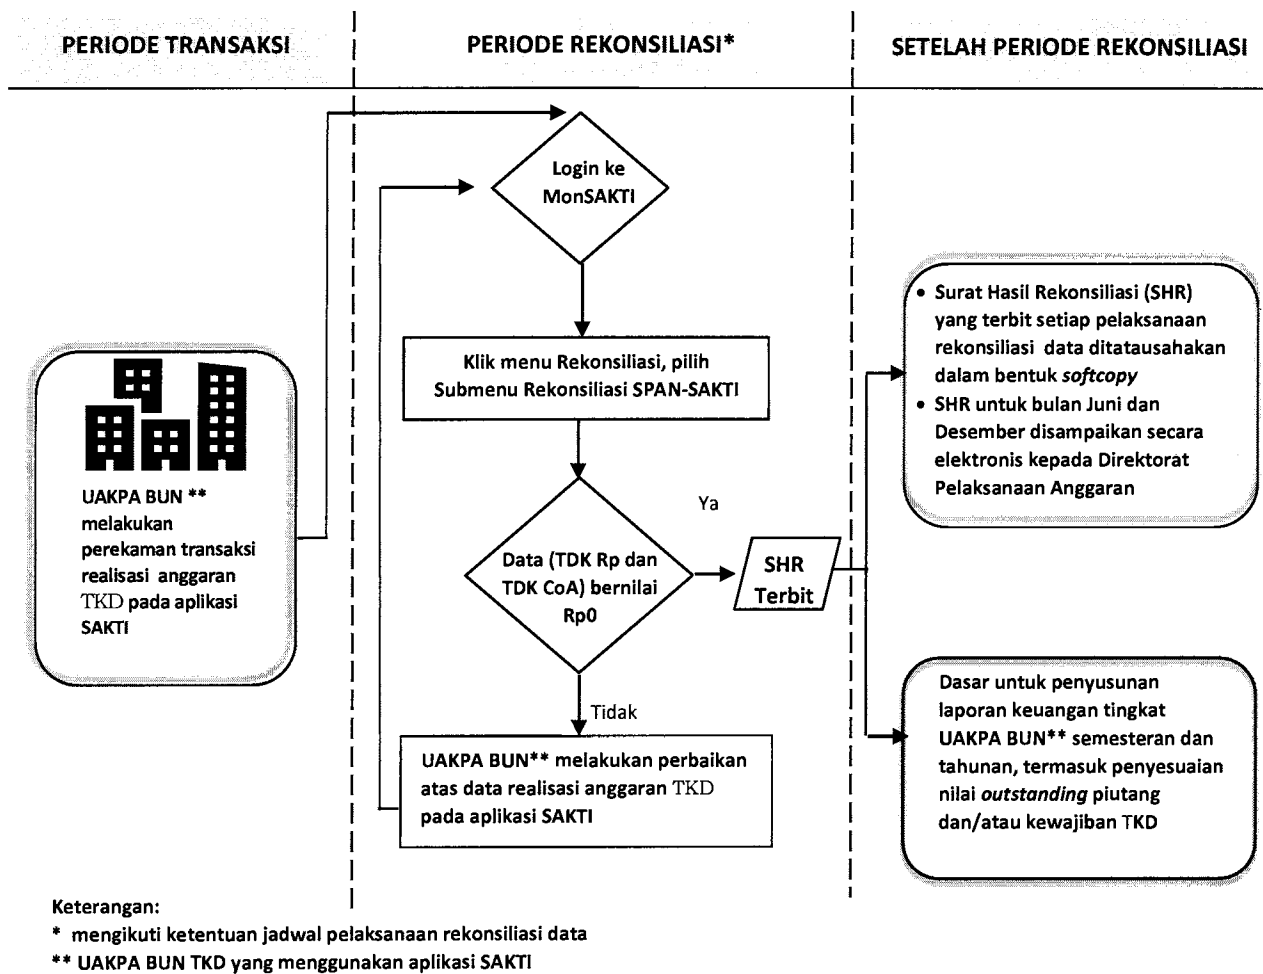 PERIODE TRANSAKSI
PERIODE REKONSILIASI*
SETELAH PERIODE REKONSILIASI
UAKPA BUN **
melakukan
perekaman transaksi
realisasi anggaran
TKD pada aplikasi
SAKTI
Login ke
MonSAKTI
Klik menu Rekonsiliasi, pilih
Submenu Rekonsiliasi SPAN-SAKTI
Data (TDK Rp dan
TDK CoA) bernilai
Rp0
Ya
Tidak
SHR
Terbit
UAKPA BUN** melakukan perbaikan
atas data realisasi anggaran TKD
pada aplikasi SAKTI
• Surat Hasil Rekonsiliasi (SHR)
yang terbit setiap pelaksanaan
rekonsiliasi data ditatausahakan
dalam bentuk softcopy
• SHR untuk bulan Juni dan
Desember disampaikan secara
elektronis kepada Direktorat
Pelaksanaan Anggaran
Dasar untuk penyusunan
laporan keuangan tingkat
UAKPA BUN** semesteran dan
tahunan, termasuk penyesuaian
nilai outstanding piutang
dan/atau kewajiban TKD
Keterangan:
* mengikuti ketentuan jadwal pelaksanaan rekonsiliasi data
** UAKPA BUN TKD yang menggunakan aplikasi SAKTI